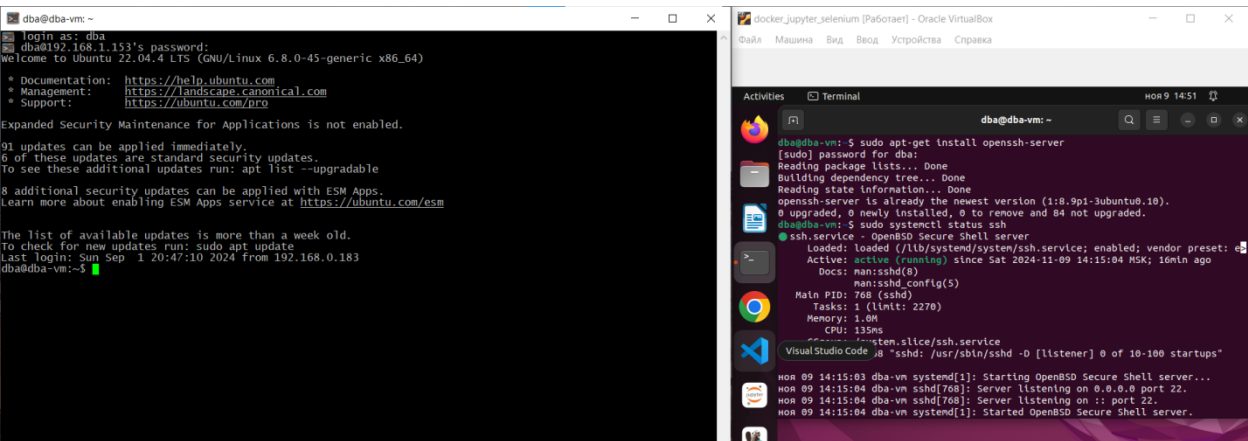 dba@dba-vm: ~
login as: dba
dba@192.168.1.153's password:
Welcome to Ubuntu 22.04.4 LTS (GNU/Linux 6.8.0-45-generic x86_64)
* Documentation: https://help.ubuntu.com
* Management: https://landscape.canonical.com
* Support: https://ubuntu.com/pro
Expanded Security Maintenance for Applications is not enabled.
91 updates can be applied immediately.
6 of these updates are standard security updates.
To see these additional updates run: apt list --upgradable
8 additional security updates can be applied with ESM Apps.
Learn more about enabling ESM Apps service at https://ubuntu.com/esm
The list of available updates is more than a week old.
To check for new updates run: sudo apt update
Last login: Sun Sep 1 20:47:10 2024 from 192.168.0.183
dba@dba-vm:~$
docker_jupyter_selenium [Работает] - Oracle VirtualBox
Файл Машина Вид Ввод Устройства Справка
Activities Terminal ноя 9 14:51
dba@dba-vm: ~
dba@dba-vm:~$ sudo apt-get install openssh-server
[sudo] password for dba:
Reading package lists... Done
Building dependency tree... Done
Reading state information... Done
openssh-server is already the newest version (1:8.9p1-3ubuntu0.10).
0 upgraded, 0 newly installed, 0 to remove and 84 not upgraded.
dba@dba-vm:~$ sudo systemctl status ssh
ssh.service - OpenBSD Secure Shell server
Loaded: loaded (/lib/systemd/system/ssh.service; enabled; vendor preset: e>
Active: active (running) since Sat 2024-11-09 14:15:04 MSK; 16min ago
Docs: man:sshd(8)
man:sshd_config(5)
Main PID: 768 (sshd)
Tasks: 1 (limit: 2270)
Memory: 1.0M
CPU: 135ms
/system.slice/ssh.service
Visual Studio Code 68 "sshd: /usr/sbin/sshd -D [listener] 0 of 10-100 startups"
ноя 09 14:15:03 dba-vm systemd[1]: Starting OpenBSD Secure Shell server...
ноя 09 14:15:04 dba-vm sshd[768]: Server listening on 0.0.0.0 port 22.
ноя 09 14:15:04 dba-vm sshd[768]: Server listening on :: port 22.
ноя 09 14:15:04 dba-vm systemd[1]: Started OpenBSD Secure Shell server.